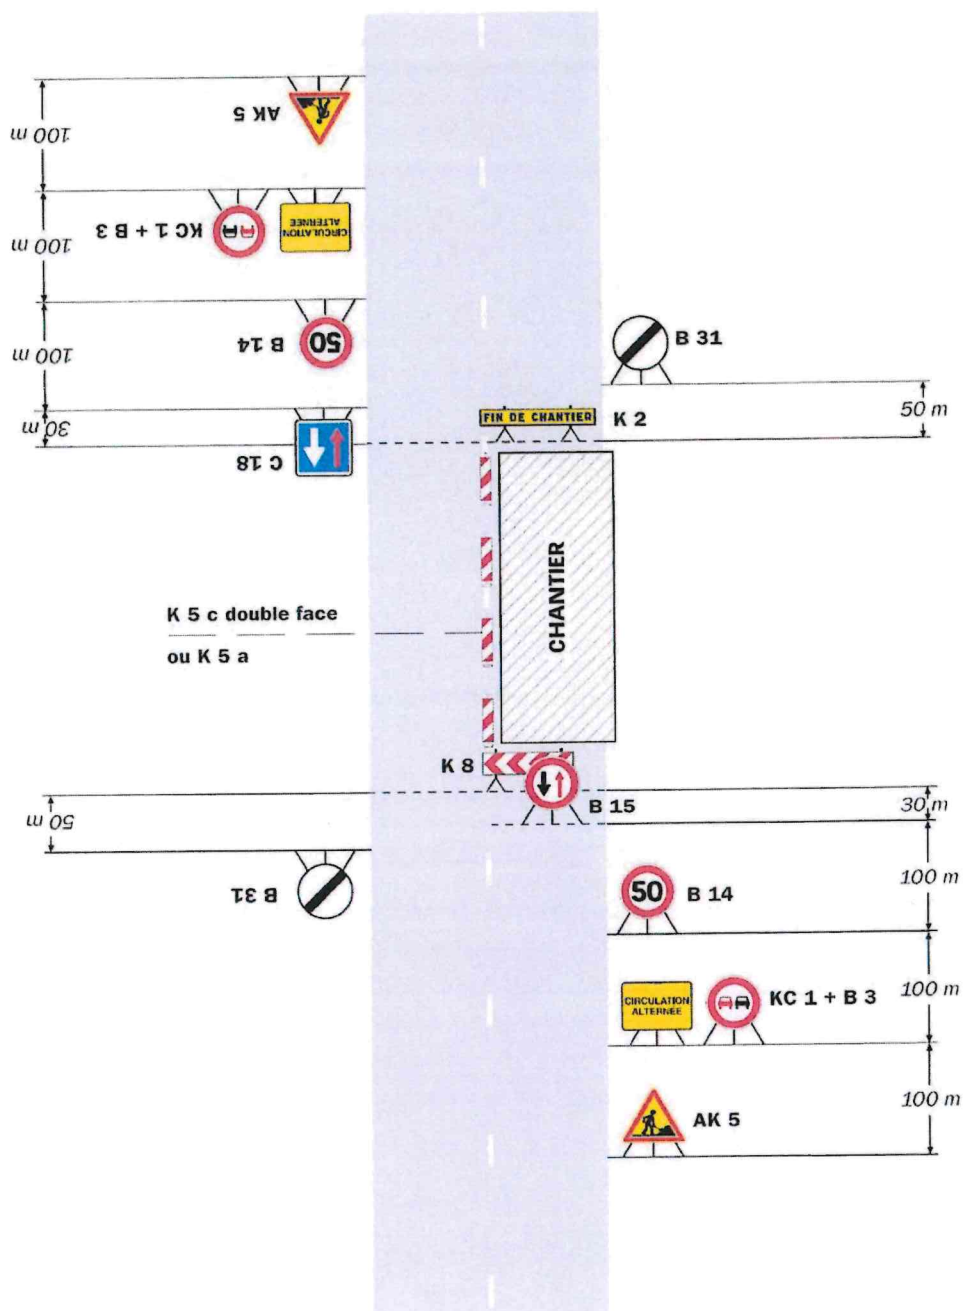 AK 5
100 m
KC 1 + B 3
CIRCULATION
ALTERNÉE
100 m
B 14
50
100 m
B 31
50 m
30 m
C 18
FIN DE CHANTIER
K 2
CHANTIER
K 5 c double face
ou K 5 a
K 8
B 15
30 m
50 m
B 31
50
B 14
100 m
CIRCULATION
ALTERNÉE
KC 1 + B 3
100 m
AK 5
100 m